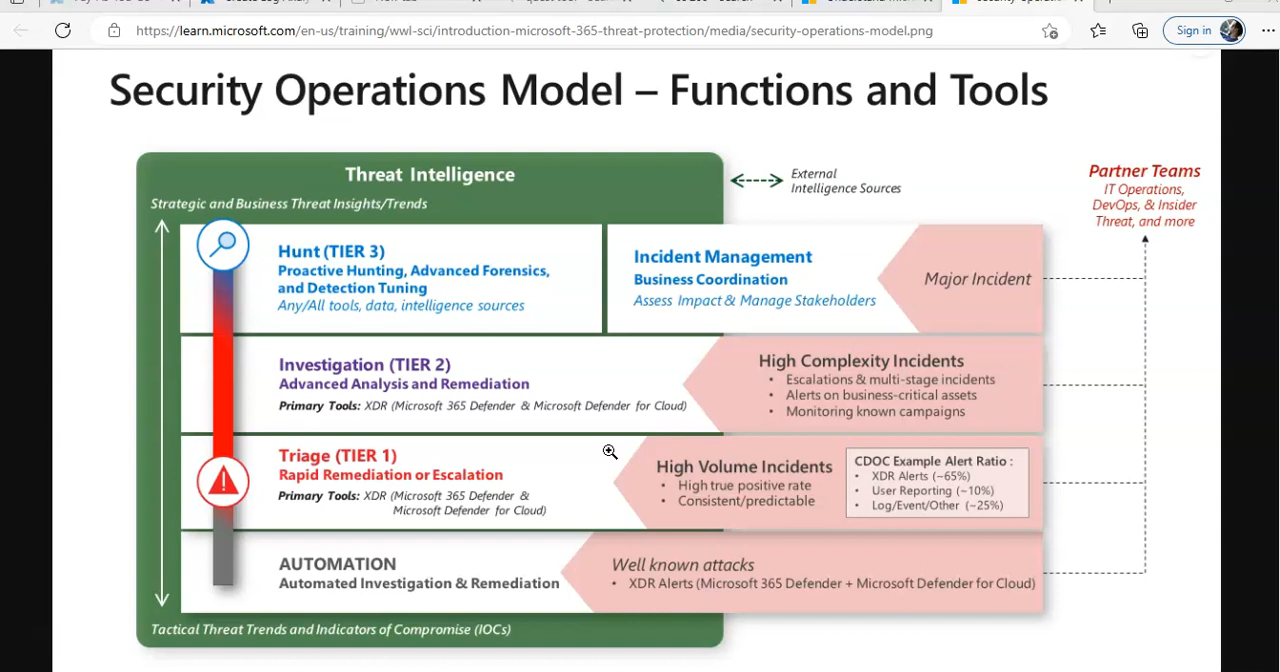 https://learn.microsoft.com/en-us/training/wwl-sci/introduction-microsoft-365-threat-protection/media/security-operations-model.png
Sign in
Security Operations Model – Functions and Tools
Threat Intelligence
Strategic and Business Threat Insights/Trends
External
Intelligence Sources
Partner Teams
IT Operations,
DevOps, & Insider
Threat, and more
Hunt (TIER 3)
Proactive Hunting, Advanced Forensics,
and Detection Tuning
Any/All tools, data, intelligence sources
Incident Management
Business Coordination
Assess Impact & Manage Stakeholders
Major Incident
Investigation (TIER 2)
Advanced Analysis and Remediation
Primary Tools: XDR (Microsoft 365 Defender & Microsoft Defender for Cloud)
High Complexity Incidents
• Escalations & multi-stage incidents
• Alerts on business-critical assets
• Monitoring known campaigns
Triage (TIER 1)
Rapid Remediation or Escalation
Primary Tools: XDR (Microsoft 365 Defender &
Microsoft Defender for Cloud)
High Volume Incidents
• High true positive rate
• Consistent/predictable
CDOC Example Alert Ratio :
• XDR Alerts (~65%)
• User Reporting (~10%)
• Log/Event/Other (~25%)
AUTOMATION
Automated Investigation & Remediation
Well known attacks
• XDR Alerts (Microsoft 365 Defender + Microsoft Defender for Cloud)
Tactical Threat Trends and Indicators of Compromise (IOCs)